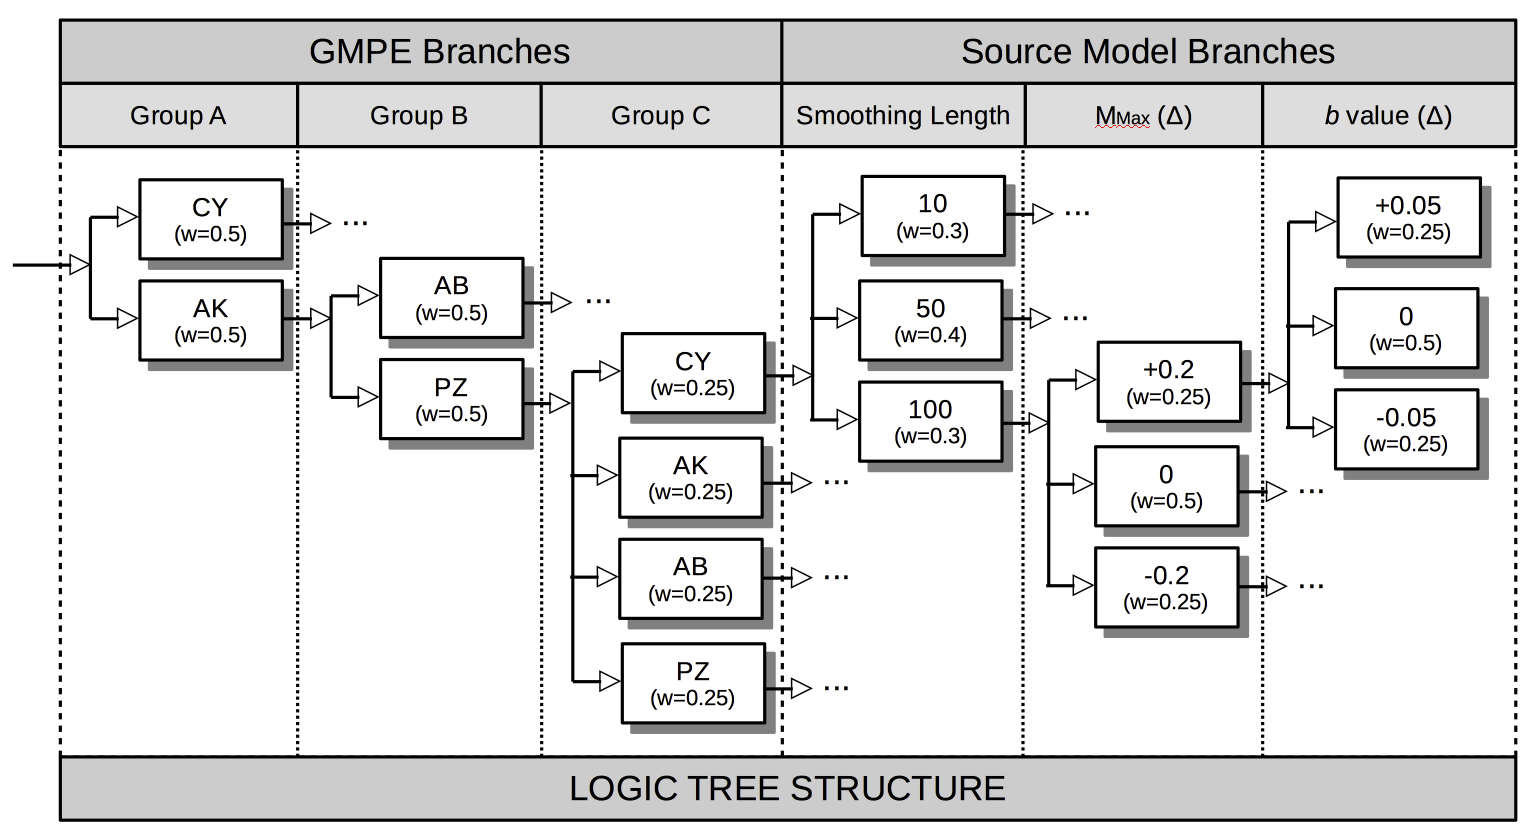 GMPE Branches
Source Model Branches
Group A
Group B
Group C
Smoothing Length
MMax (Δ)
b value (Δ)
CY
(w=0.5)
...
AK
(w=0.5)
AB
(w=0.5)
...
PZ
(w=0.5)
CY
(w=0.25)
AK
(w=0.25)
...
AB
(w=0.25)
...
PZ
(w=0.25)
...
10
(w=0.3)
...
50
(w=0.4)
...
100
(w=0.3)
+0.2
(w=0.25)
0
(w=0.5)
...
-0.2
(w=0.25)
...
+0.05
(w=0.25)
0
(w=0.5)
-0.05
(w=0.25)
LOGIC TREE STRUCTURE